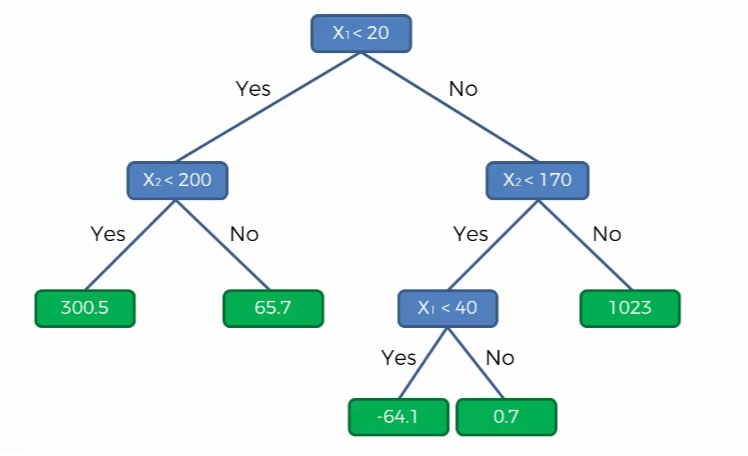 X₁< 20
Yes
No
X₂< 200
X₂< 170
Yes
No
Yes
No
300.5
65.7
X₁ < 40
1023
Yes
No
-64.1
0.7